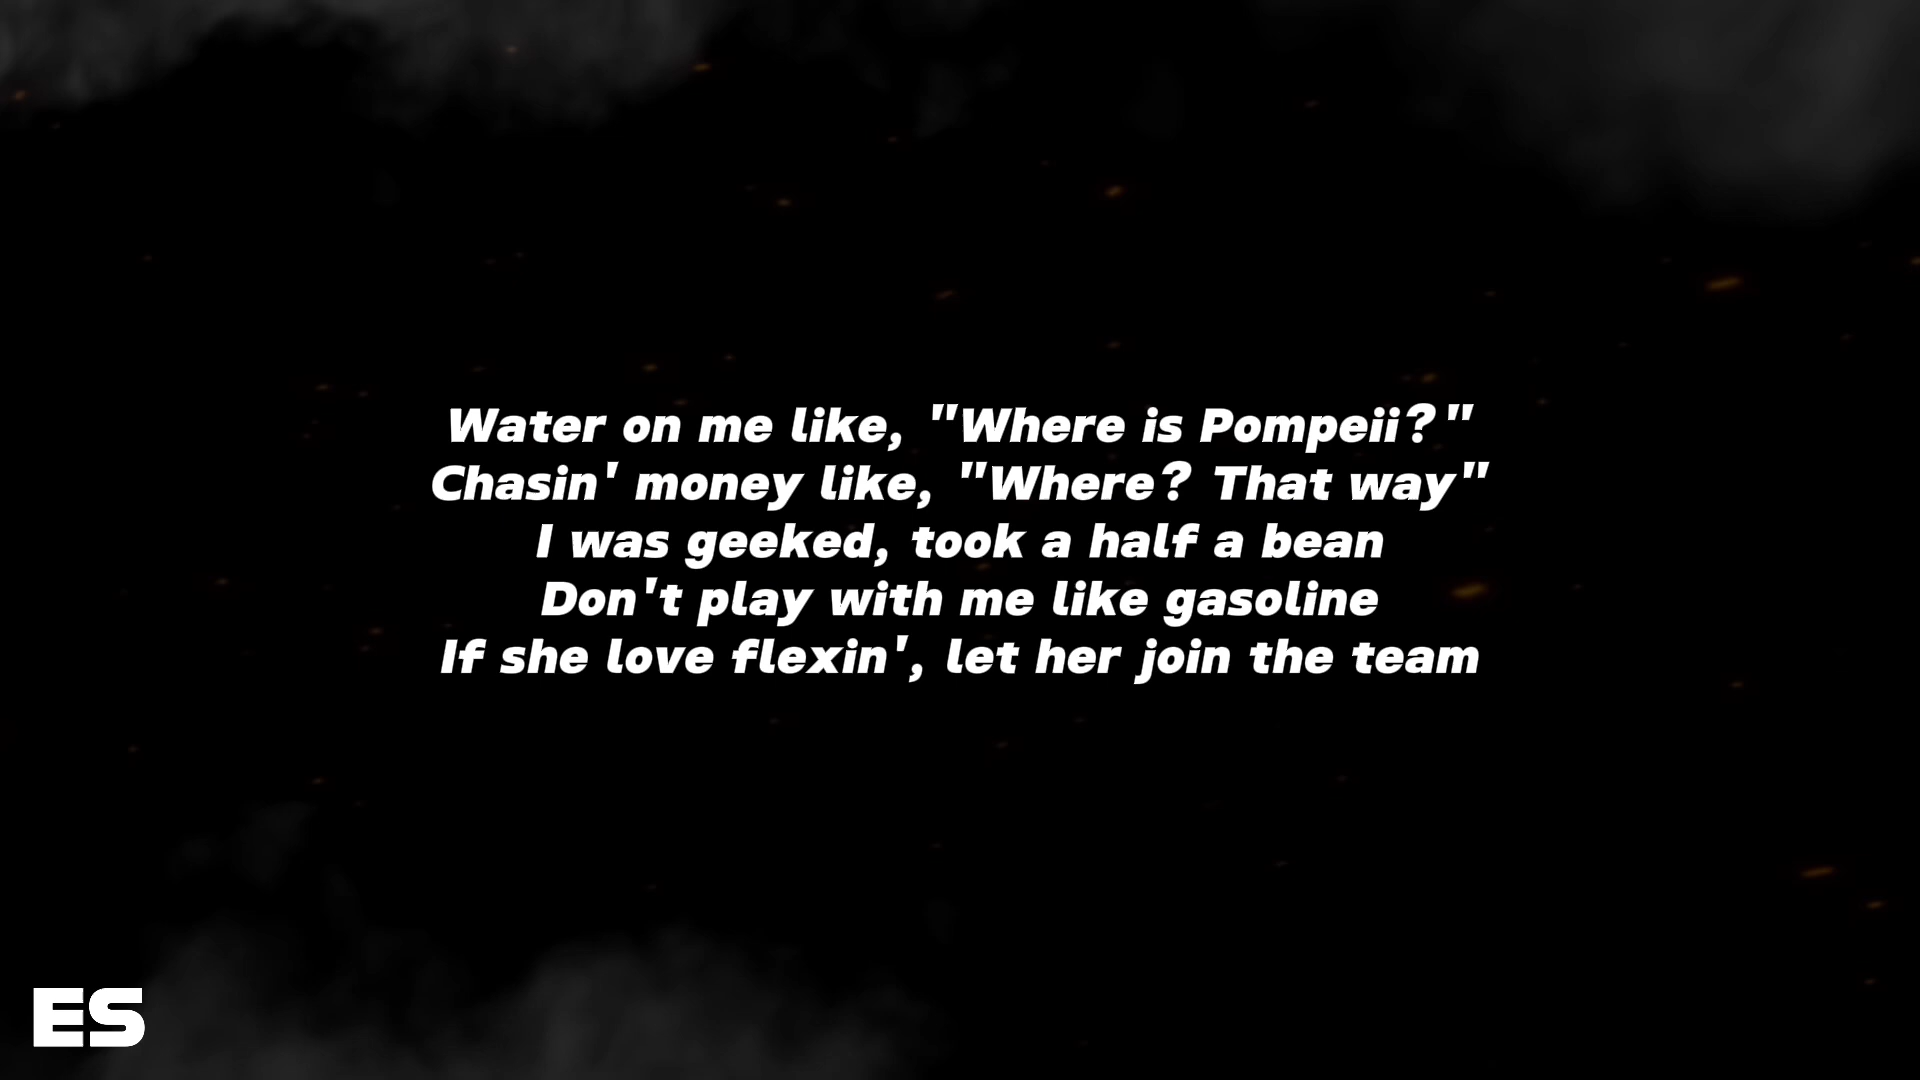 Water on me like, "Where is Pompeii?"
Chasin' money like, "Where? That way"
I was geeked, took a half a bean
Don't play with me like gasoline
If she love flexin', let her join the team
ES